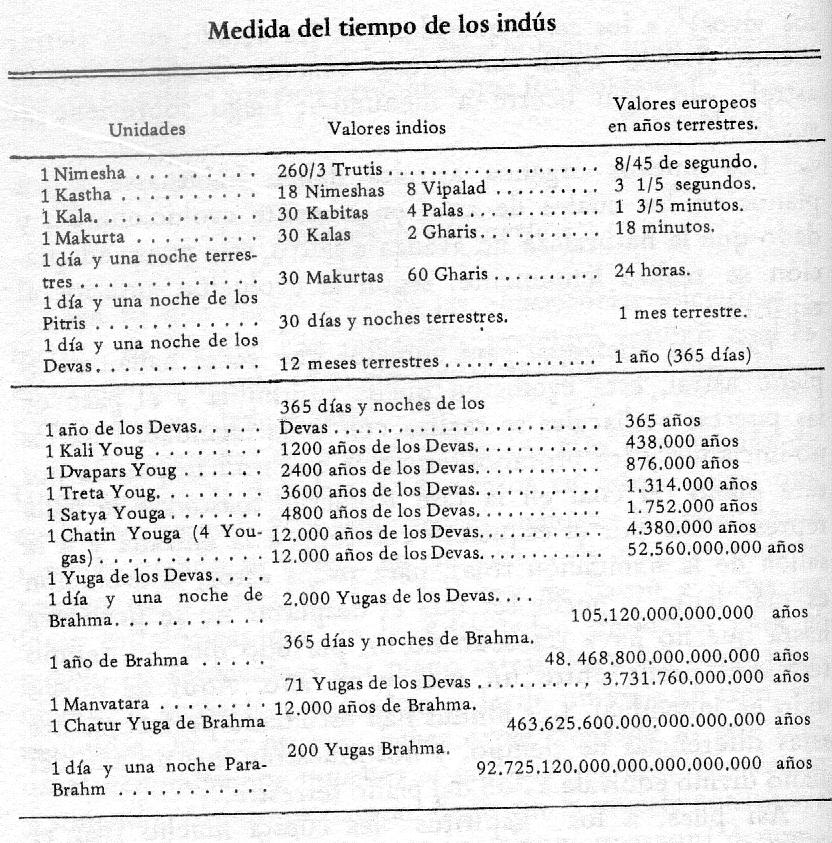 Medida del tiempo de los indús
Unidades Valores indios Valores europeos
en años terrestres.
1 Nimesha . . . . . . . . . 260/3 Trutis . . . . . . . . . . . . . . . . . . . 8/45 de segundo.
1 Kastha . . . . . . . . . . 18 Nimeshas 8 Vipalad . . . . . . . . . . 3 1/5 segundos.
1 Kala. . . . . . . . . . . . 30 Kabitas 4 Palas . . . . . . . . . . . . 1 3/5 minutos.
1 Makurta . . . . . . . . . 30 Kalas 2 Gharis. . . . . . . . . . . 18 minutos.
1 día y una noche terres-
tres . . . . . . . . . . . . . 30 Makurtas 60 Gharis . . . . . . . . . . 24 horas.
1 día y una noche de los
Pitris . . . . . . . . . . . . 30 días y noches terrestres. 1 mes terrestre.
1 día y una noche de los
Devas. . . . . . . . . . . . 12 meses terrestres . . . . . . . . . . . . . . 1 año (365 días)
365 días y noches de los
1 año de los Devas. . . . . Devas . . . . . . . . . . . . . . . . . . . . . . . 365 años
1 Kali Youg . . . . . . . . 1200 años de los Devas. . . . . . . . . . . . 438,000 años
1 Dvapars Youg . . . . . . 2400 años de los Devas. . . . . . . . . . . . 876.000 años
1 Treta Youg. . . . . . . . 3600 años de los Devas. . . . . . . . . . . . 1,314.000 años
1 Satya Youga . . . . . . . 4800 años de los Devas. . . . . . . . . . . . 1.752.000 años
1 Chatin Youga (4 You- 12,000 años de los Devas. . . . . . . . . . . 4,380,000 años
gas) . . . . . . . . . . . . 12,000 años de los Devas. . . . . . . . . . . 52,560,000,000 años
1 Yuga de los Devas. . . .
1 día y una noche de 2,000 Yugas de los Devas. . . .
Brahma. . . . . . . . . . . 105,120,000,000,000 años
365 días y noches de Brahma.
1 año de Brahma . . . . . 48, 468,800,000,000,000 años
71 Yugas de los Devas . . . . . . . . . . , 3,731.760,000,000 años
1 Manvatara . . . . . . . . 12,000 años de Brahma.
1 Chatur Yuga de Brahma 463,625,600,000,000,000,000 años
200 Yugas Brahma.
1 día y una noche Para- 92,725,120,000,000,000,000,000 años
Brahm . . . . . . . . . . .